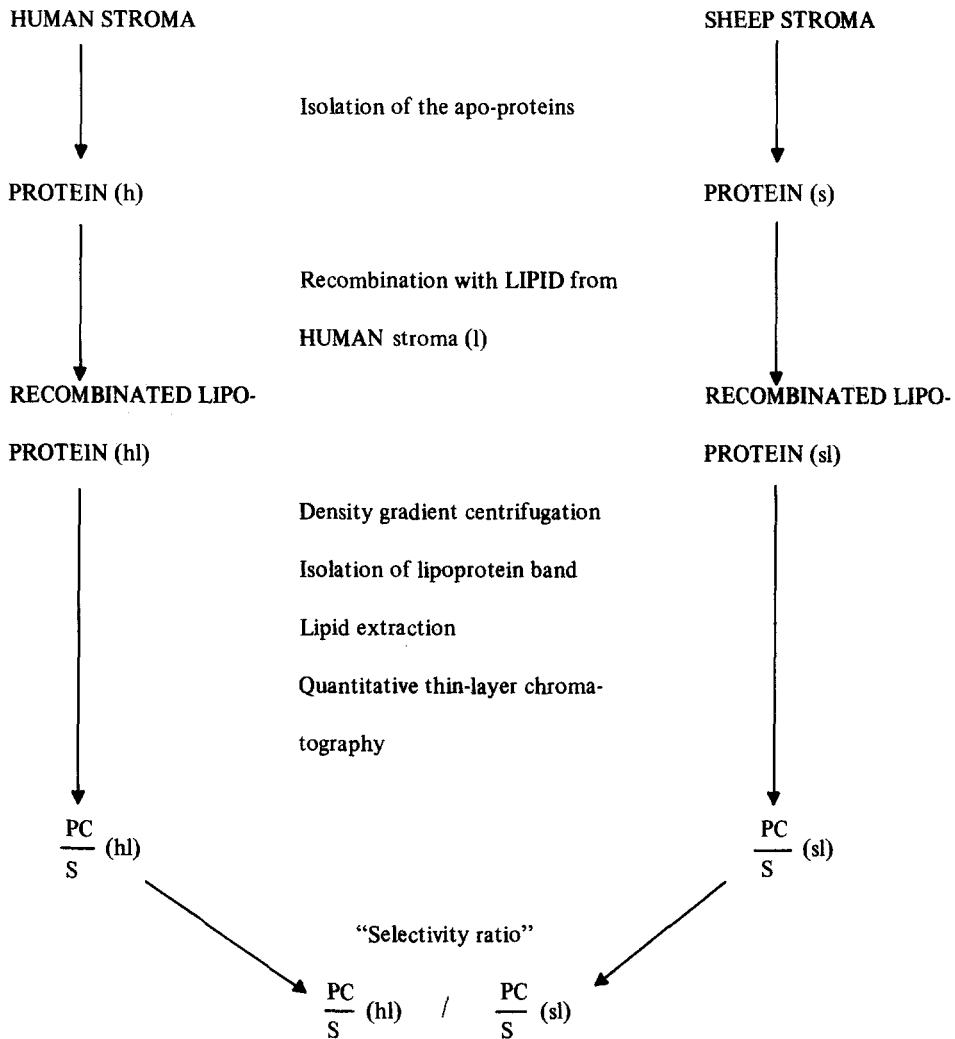 HUMAN STROMA
SHEEP STROMA
Isolation of the apo-proteins
PROTEIN (h)
PROTEIN (s)
Recombination with LIPID from
HUMAN stroma (l)
RECOMBINATED LIPO-
PROTEIN (hl)
RECOMBINATED LIPO-
PROTEIN (sl)
Density gradient centrifugation
Isolation of lipoprotein band
Lipid extraction
Quantitative thin-layer chroma-
tography
PC
S (hl)
PC
S (sl)
“Selectivity ratio”
PC
S (hl) / PC
S (sl)